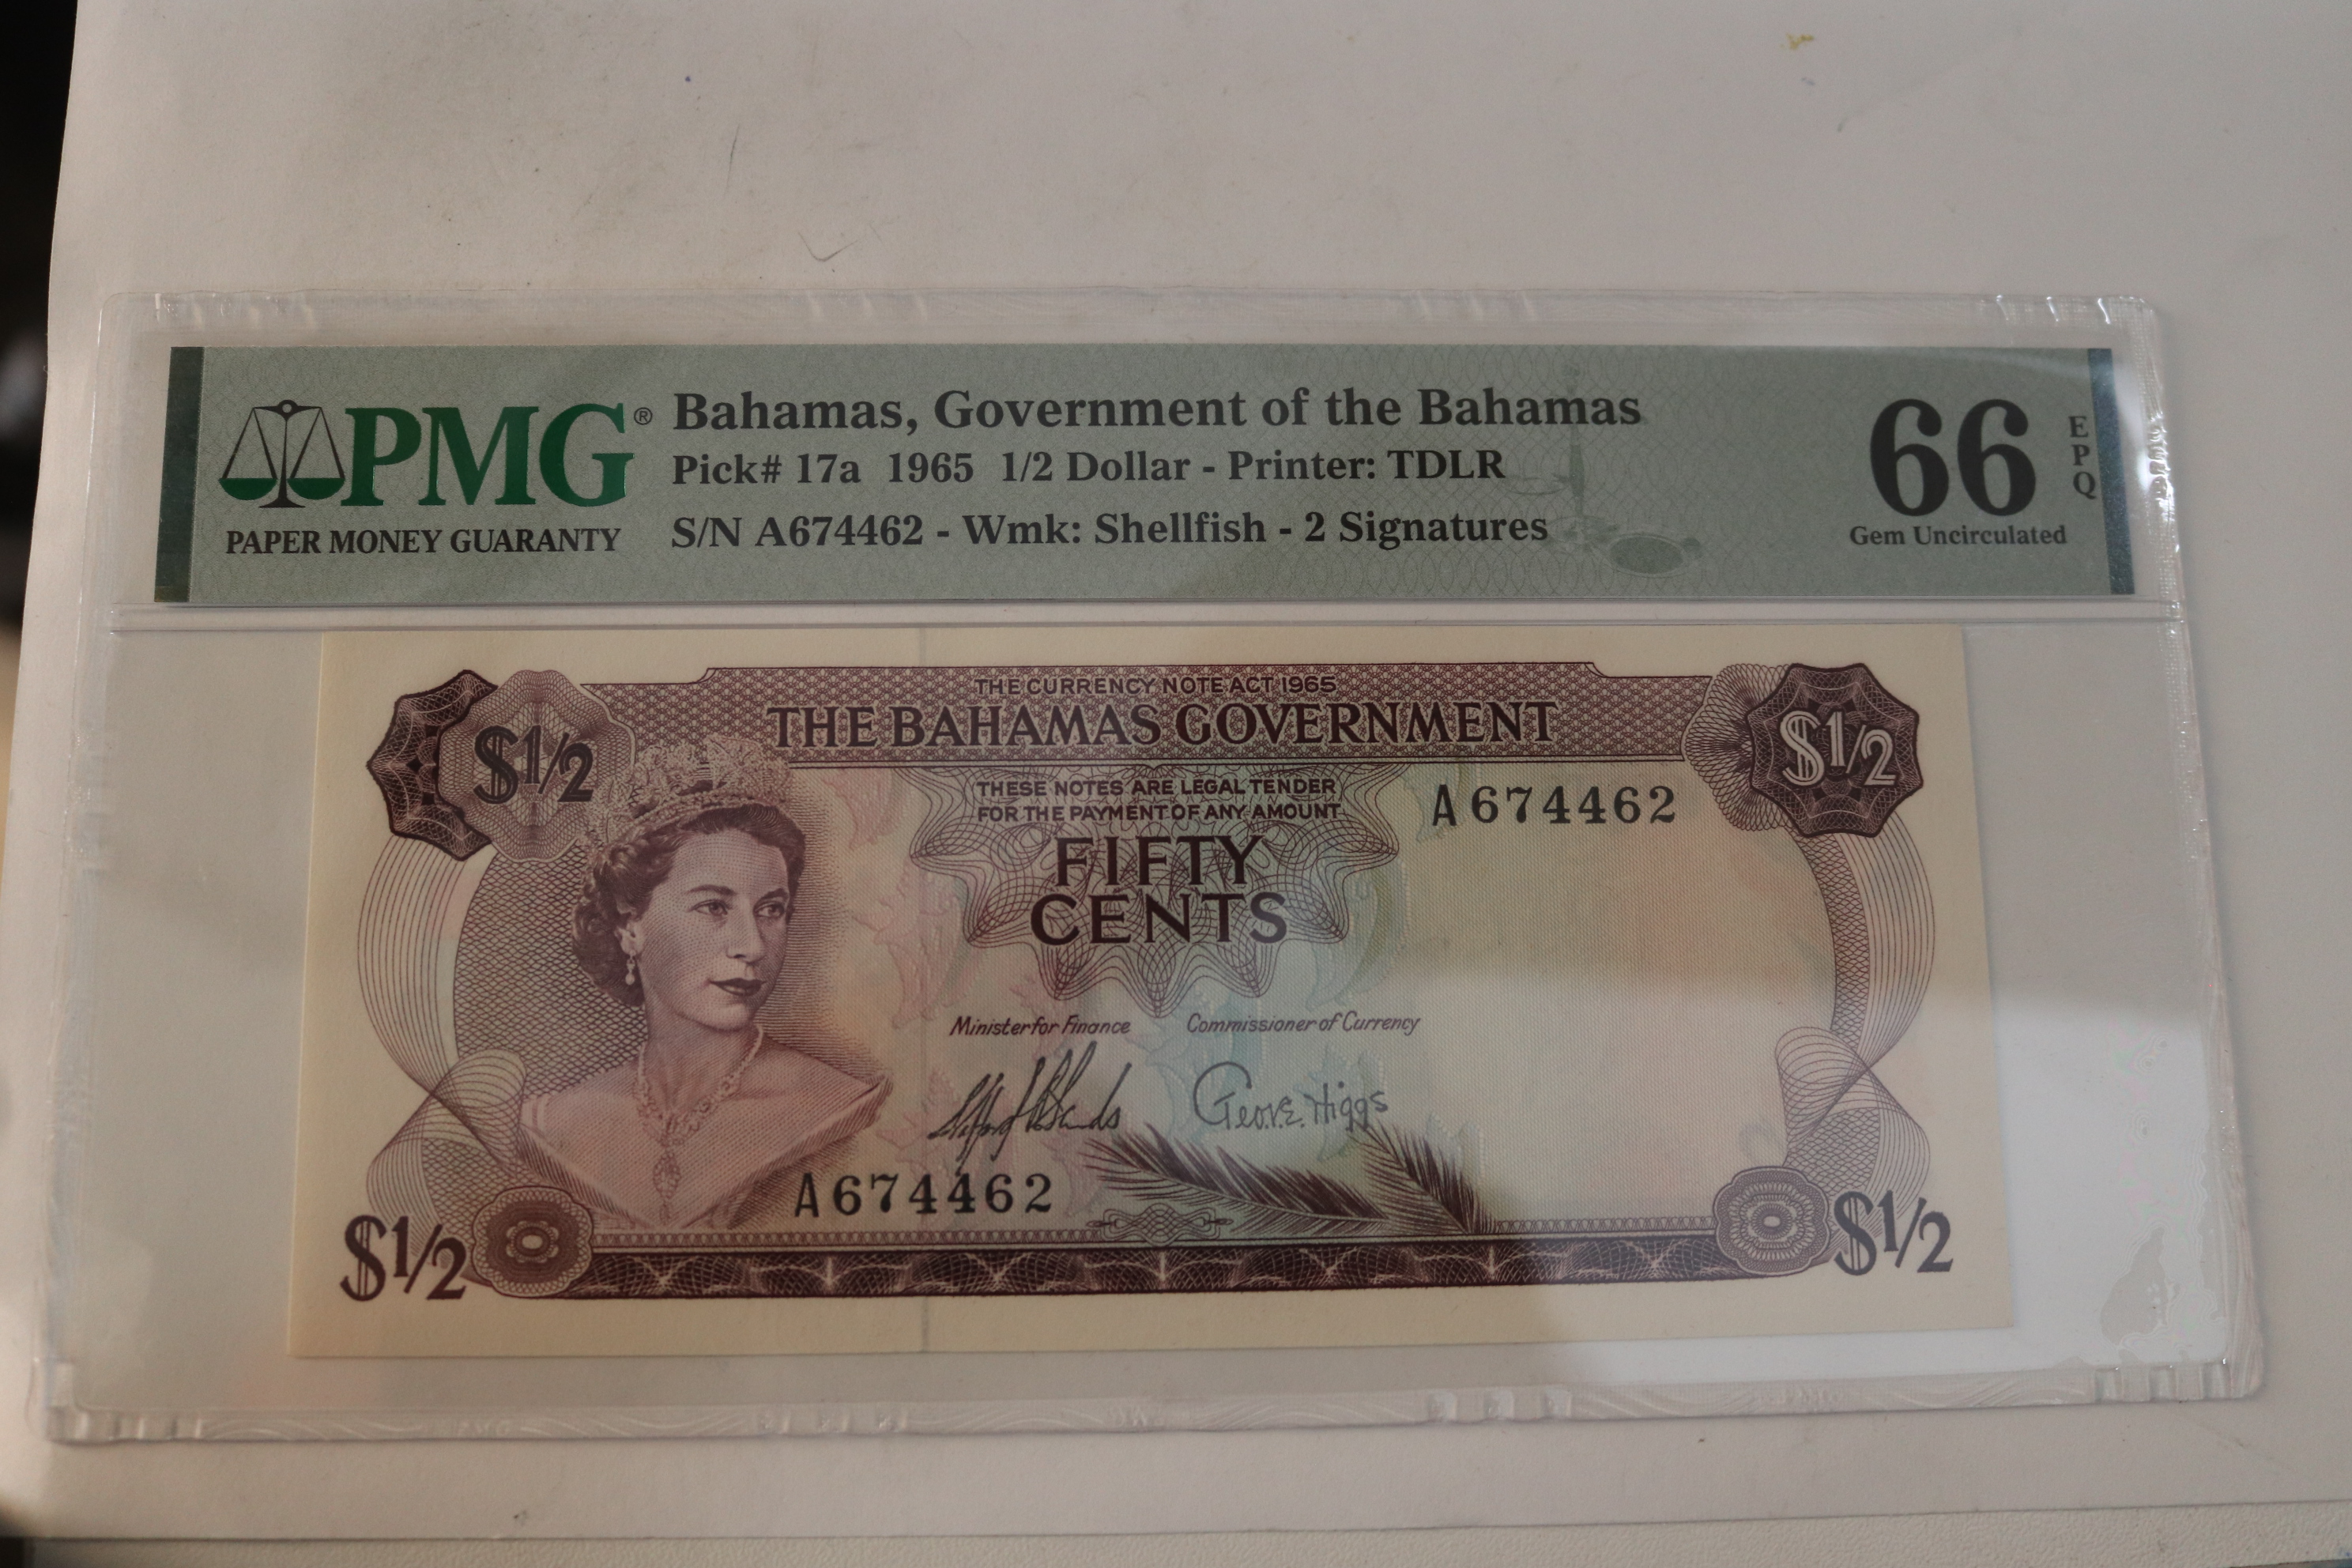 PMG®
PAPER MONEY GUARANTY
Bahamas, Government of the Bahamas
Pick# 17a 1965 1/2 Dollar - Printer: TDLR
S/N A674462 - Wmk: Shellfish - 2 Signatures
66
EPQ
Gem Uncirculated
THE CURRENCY NOTE ACT 1965
THE BAHAMAS GOVERNMENT
$1/2
$1/2
THESE NOTES ARE LEGAL TENDER
FOR THE PAYMENT OF ANY AMOUNT
A674462
FIFTY
CENTS
Minister for Finance
Commissioner of Currency
Geo. E. Higgs
A674462
$1/2
$1/2